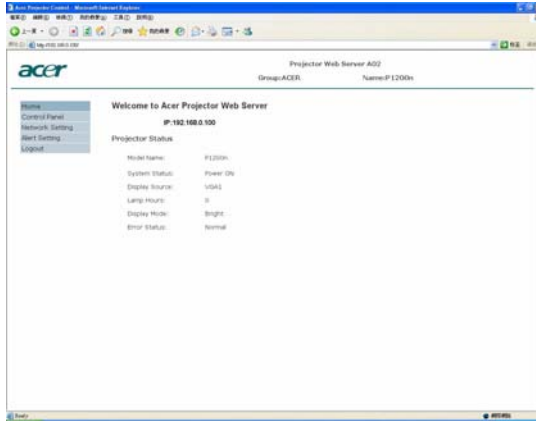 Acer Projector Control - Microsoft Internet Explorer
acer
Projector Web Server A02
Group:ACER. Name:P1200n
Home
Control Panel
Network Setting
Alert Setting
Logout
Welcome to Acer Projector Web Server
IP:192.168.0.100
Projector Status
Model Name: P1200n
System Status: Power ON
Display Source: VGA1
Lamp Hours: 0
Display Mode: Bright
Error Status: Normal
Ready